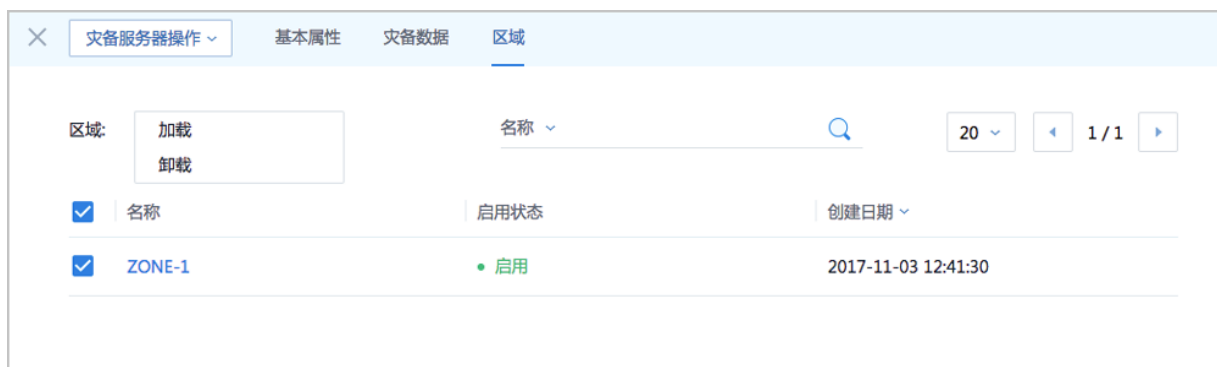 灾备服务器操作 基本属性 灾备数据 区域
区域: 加载 名称 20 1 / 1
卸载
名称 启用状态 创建日期
ZONE-1 启用 2017-11-03 12:41:30